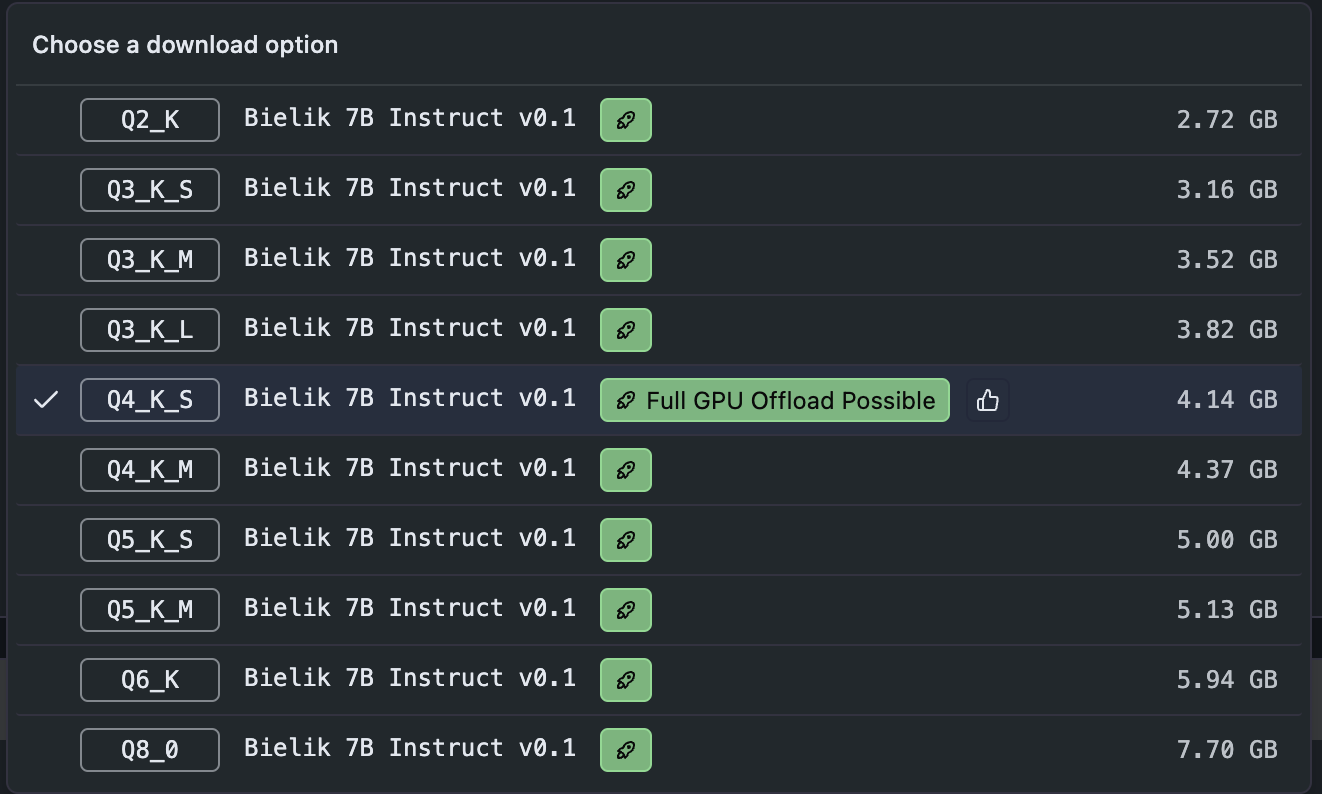 Choose a download option
Q2_K Bielik 7B Instruct v0.1 2.72 GB
Q3_K_S Bielik 7B Instruct v0.1 3.16 GB
Q3_K_M Bielik 7B Instruct v0.1 3.52 GB
Q3_K_L Bielik 7B Instruct v0.1 3.82 GB
Q4_K_S Bielik 7B Instruct v0.1 Full GPU Offload Possible 4.14 GB
Q4_K_M Bielik 7B Instruct v0.1 4.37 GB
Q5_K_S Bielik 7B Instruct v0.1 5.00 GB
Q5_K_M Bielik 7B Instruct v0.1 5.13 GB
Q6_K Bielik 7B Instruct v0.1 5.94 GB
Q8_0 Bielik 7B Instruct v0.1 7.70 GB